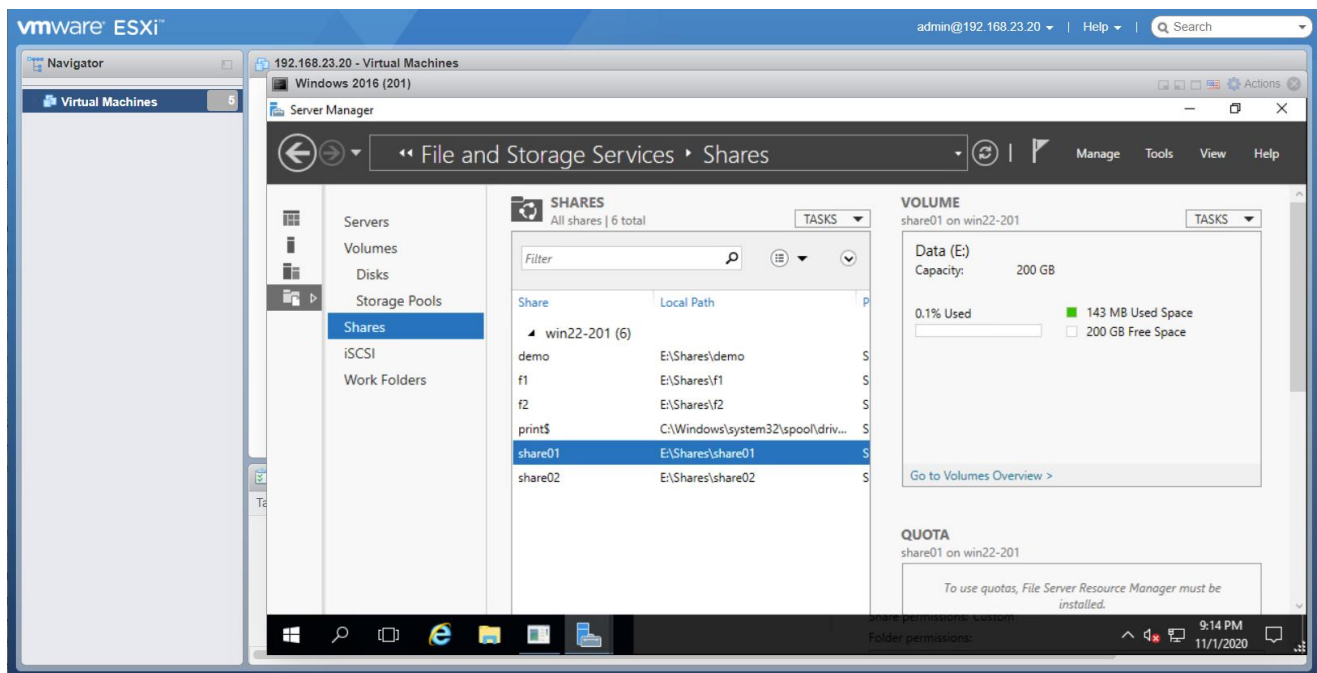 vmware ESXi™
admin@192.168.23.20 | Help | Search
Navigator
Virtual Machines 5
192.168.23.20 - Virtual Machines
Windows 2016 (201)
Actions
Server Manager
File and Storage Services Shares
Manage Tools View Help
Servers
Volumes
Disks
Storage Pools
Shares
iSCSI
Work Folders
SHARES
All shares | 6 total
TASKS
Filter
Share Local Path P
win22-201 (6)
demo E:\Shares\demo S
f1 E:\Shares\f1 S
f2 E:\Shares\f2 S
print$ C:\Windows\system32\spool\driv... S
share01 E:\Shares\share01 S
share02 E:\Shares\share02 S
VOLUME
share01 on win22-201
TASKS
Data (E:)
Capacity: 200 GB
0.1% Used
143 MB Used Space
200 GB Free Space
Go to Volumes Overview >
QUOTA
share01 on win22-201
To use quotas, File Server Resource Manager must be
installed.
Share permissions: Custom
Folder permissions:
Ta
9:14 PM
11/1/2020